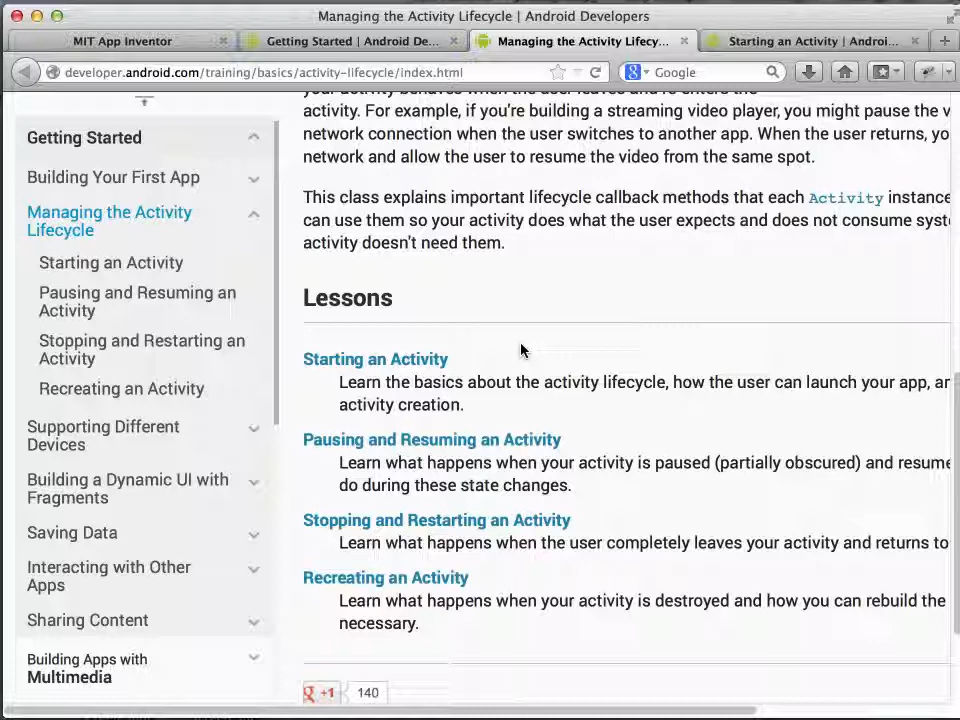 Managing the Activity Lifecycle | Android Developers
MIT App Inventor
Getting Started | Android De...
Managing the Activity Lifecy...
Starting an Activity | Androi...
developer.android.com/training/basics/activity-lifecycle/index.html
Google
Getting Started
Building Your First App
Managing the Activity
Lifecycle
Starting an Activity
Pausing and Resuming an
Activity
Stopping and Restarting an
Activity
Recreating an Activity
Supporting Different
Devices
Building a Dynamic UI with
Fragments
Saving Data
Interacting with Other
Apps
Sharing Content
Building Apps with
Multimedia
activity. For example, if you're building a streaming video player, you might pause the v
network connection when the user switches to another app. When the user returns, yo
network and allow the user to resume the video from the same spot.
This class explains important lifecycle callback methods that each Activity instance
can use them so your activity does what the user expects and does not consume syst
activity doesn't need them.
Lessons
Starting an Activity
Learn the basics about the activity lifecycle, how the user can launch your app, an
activity creation.
Pausing and Resuming an Activity
Learn what happens when your activity is paused (partially obscured) and resume
do during these state changes.
Stopping and Restarting an Activity
Learn what happens when the user completely leaves your activity and returns to
Recreating an Activity
Learn what happens when your activity is destroyed and how you can rebuild the
necessary.
+1 140